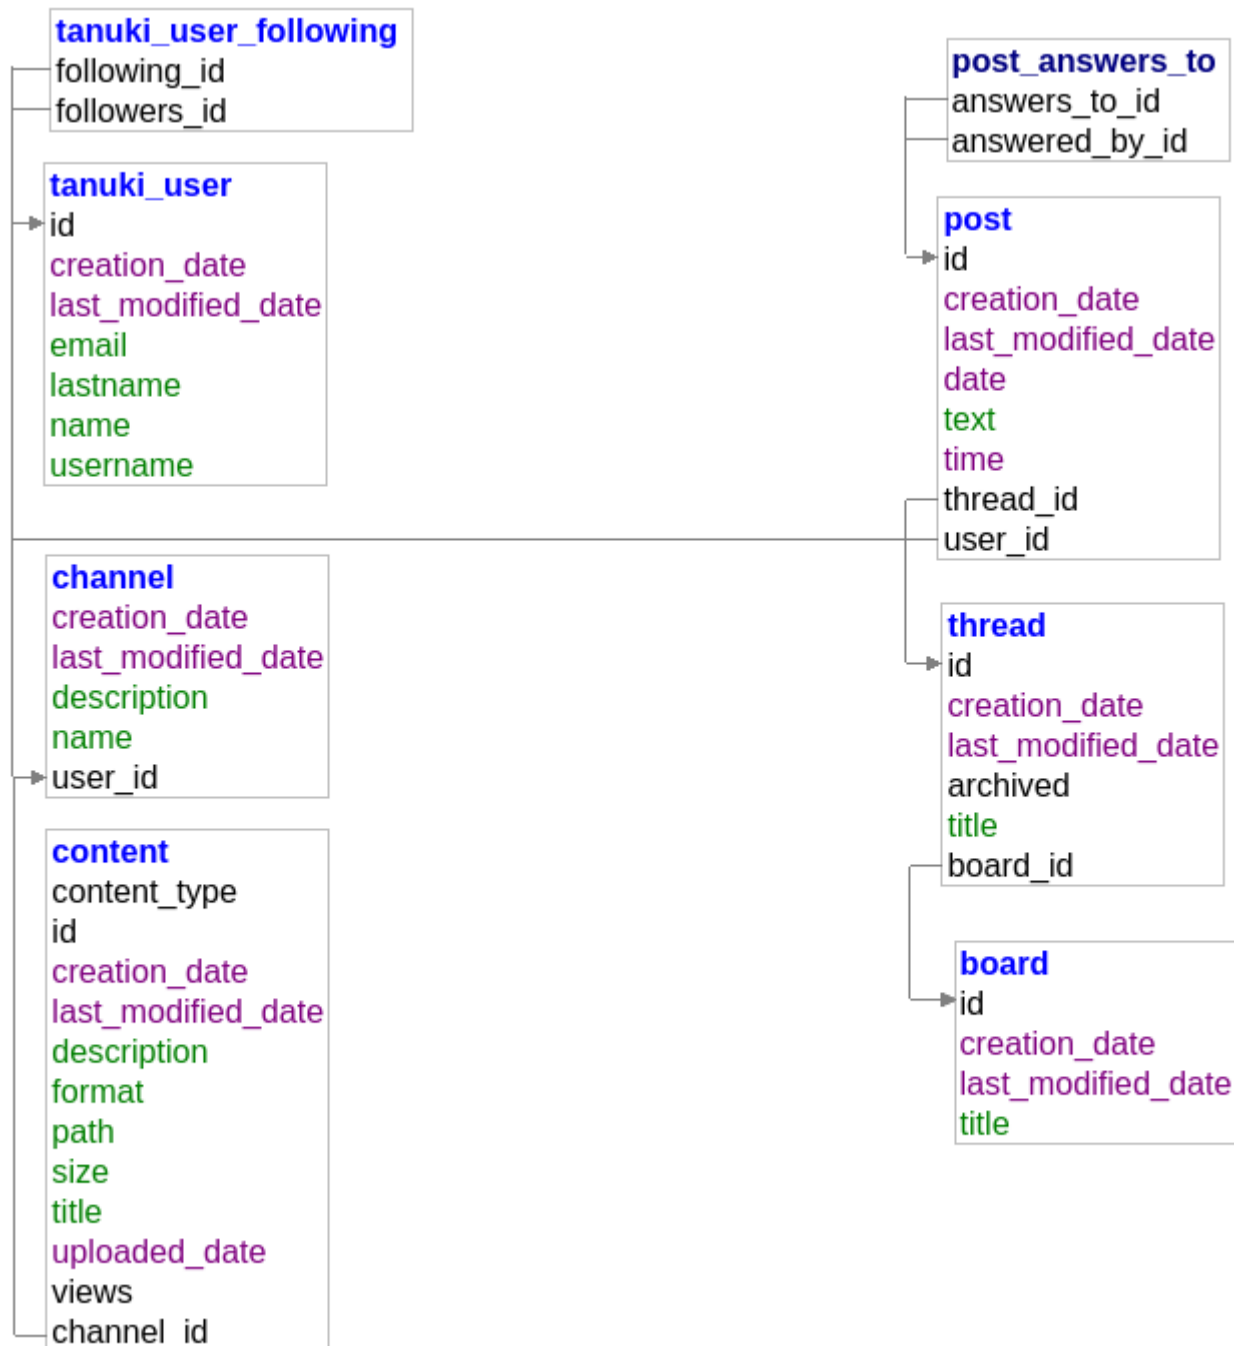 tanuki_user_following
following_id
followers_id
tanuki_user
id
creation_date
last_modified_date
email
lastname
name
username
channel
creation_date
last_modified_date
description
name
user_id
content
content_type
id
creation_date
last_modified_date
description
format
path
size
title
uploaded_date
views
channel_id
post_answers_to
answers_to_id
answered_by_id
post
id
creation_date
last_modified_date
date
text
time
thread_id
user_id
thread
id
creation_date
last_modified_date
archived
title
board_id
board
id
creation_date
last_modified_date
title